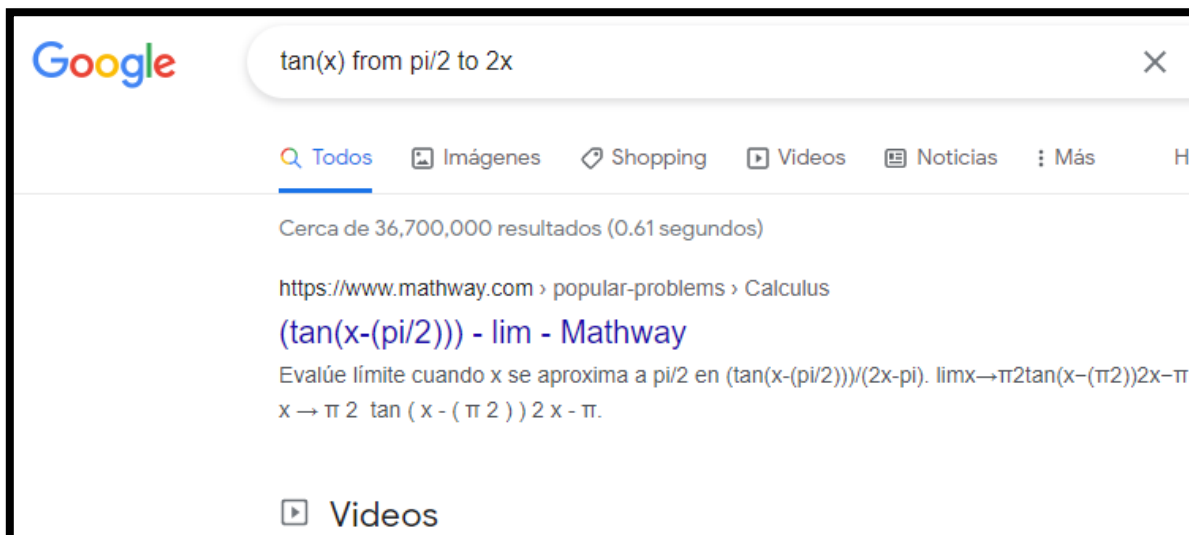 Google
tan(x) from pi/2 to 2x
Todos Imágenes Shopping Videos Noticias Más H
Cerca de 36,700,000 resultados (0.61 segundos)
https://www.mathway.com › popular-problems › Calculus
(tan(x-(pi/2))) - lim - Mathway
Evalúe límite cuando x se aproxima a pi/2 en (tan(x-(pi/2)))/(2x-pi). limx→π2tan(x−(π2))2x−π
x → π 2 tan ( x - ( π 2 ) ) 2 x - π.
Videos